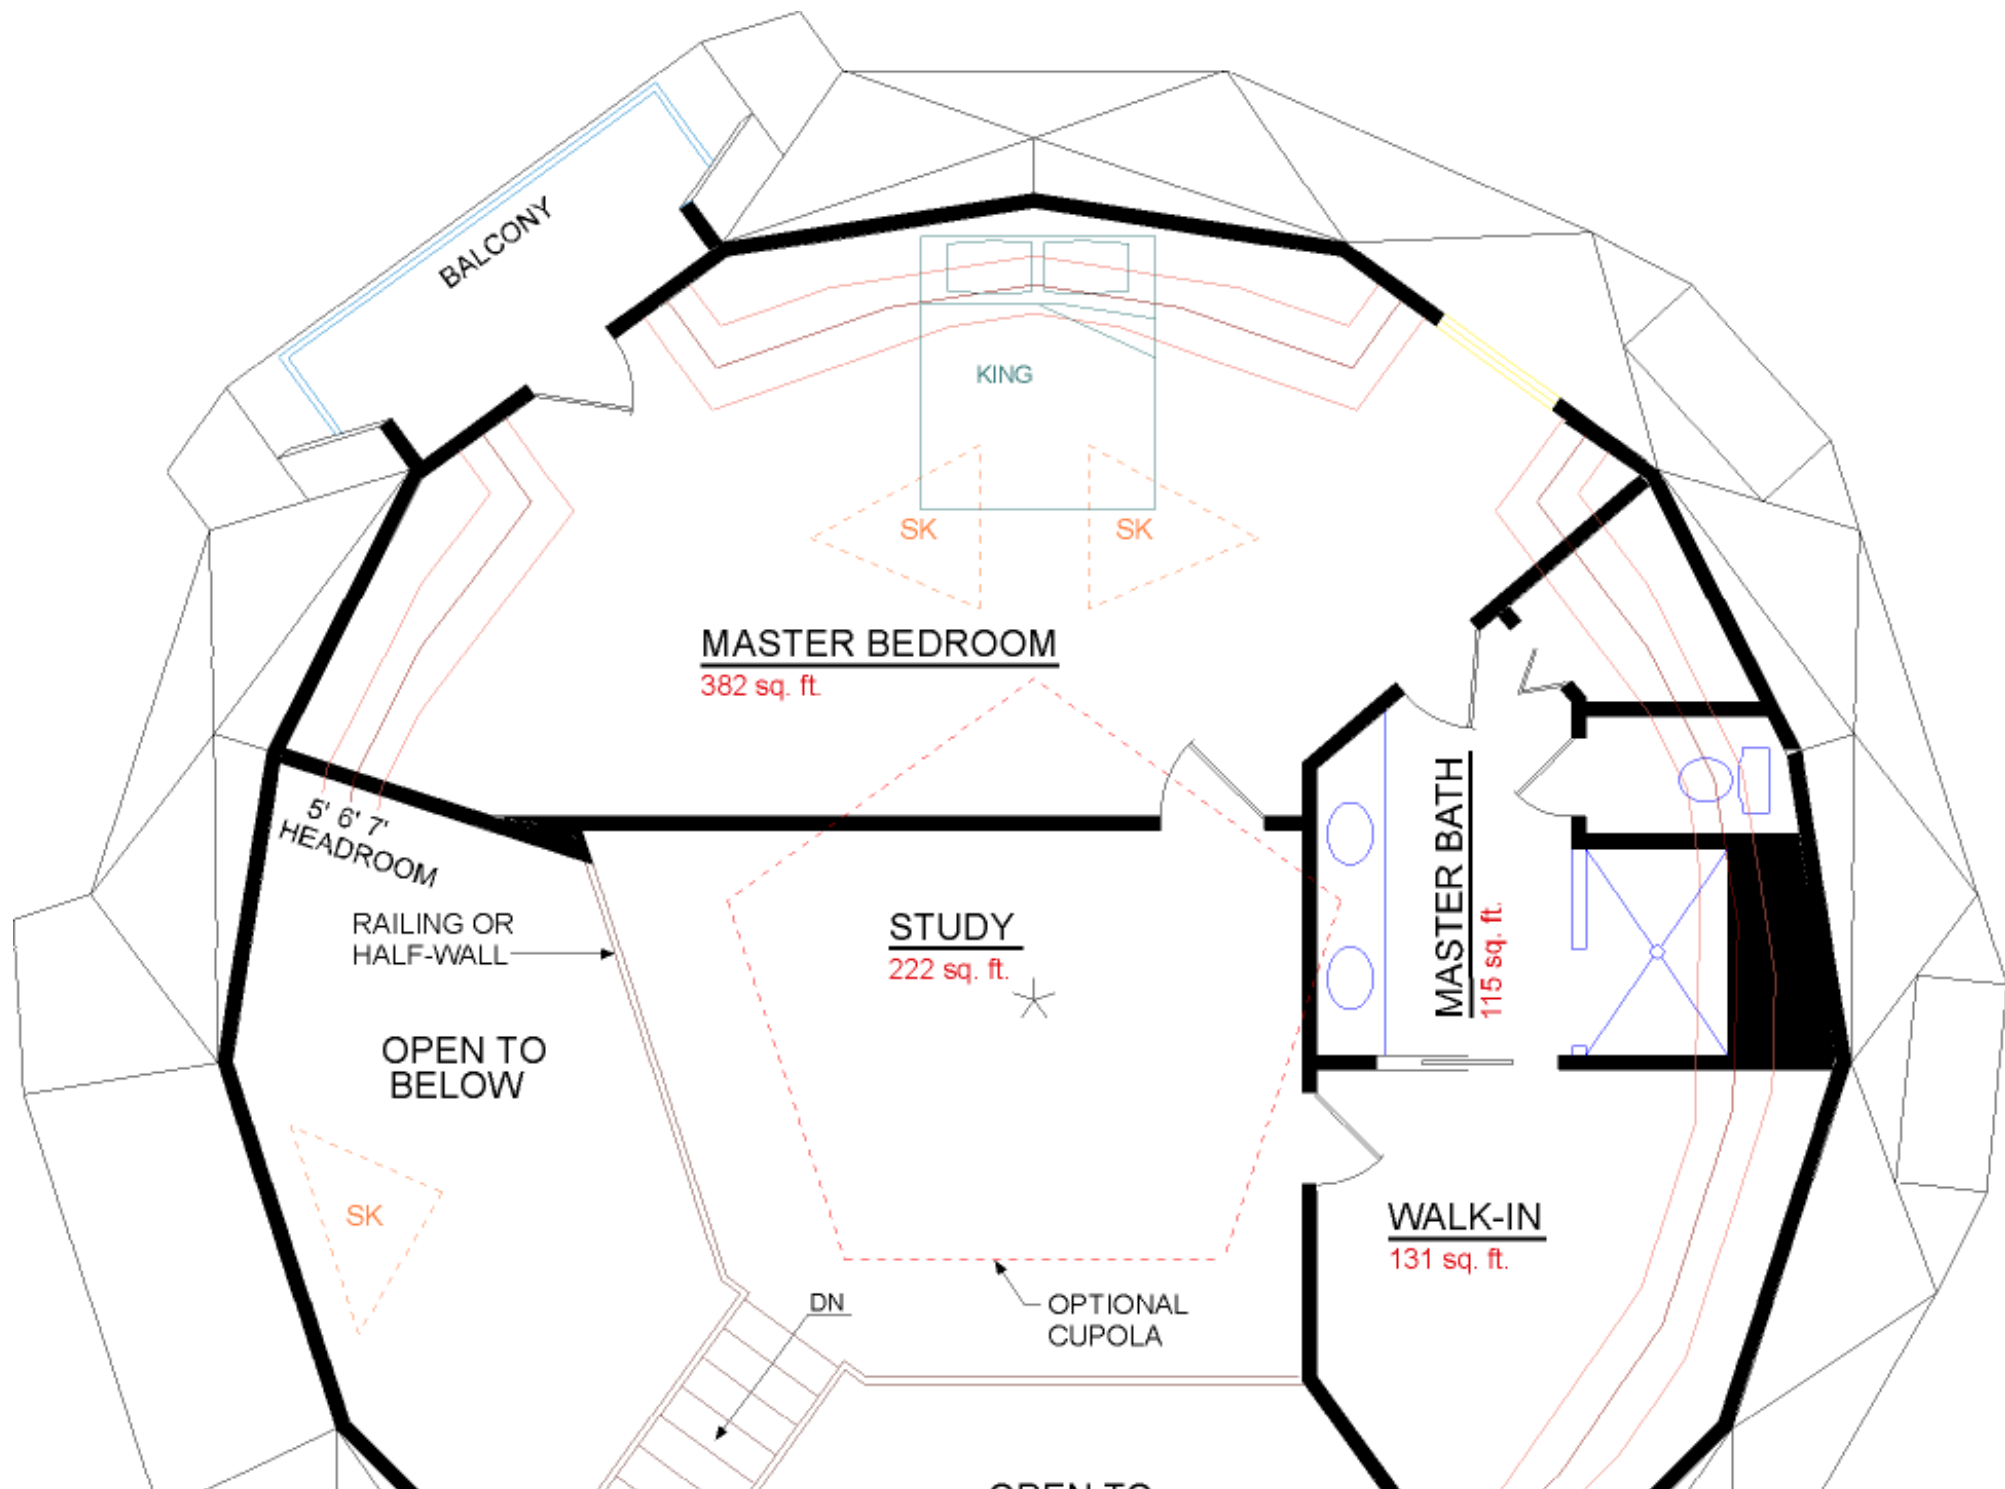 BALCONY
KING
SK
SK
MASTER BEDROOM
382 sq. ft.
5' 6' 7'
HEADROOM
RAILING OR
HALF-WALL
STUDY
222 sq. ft.
MASTER BATH
115 sq. ft.
OPEN TO
BELOW
SK
WALK-IN
131 sq. ft.
DN
OPTIONAL
CUPOLA
OPEN TO